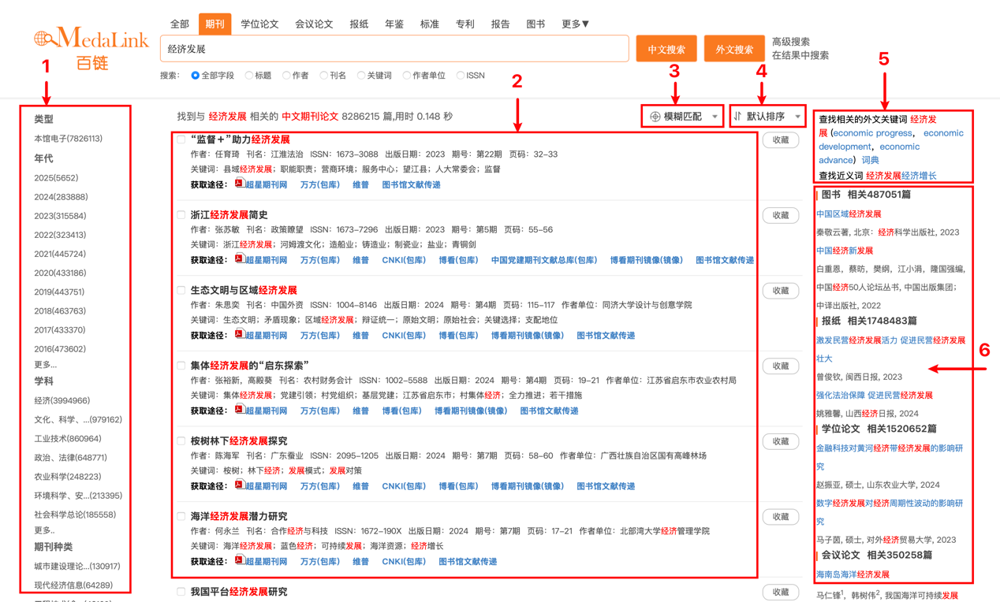 全部 期刊 学位论文 会议论文 报纸 年鉴 标准 专利 报告 图书 更多▼
MedaLink
百链
经济发展
中文搜索 外文搜索
高级搜索
在结果中搜索
搜索： 全部字段 标题 作者 刊名 关键词 作者单位 ISSN
1
2
3
4
5
6
类型
本馆电子(7826113)
年代
2025(5652)
2024(283888)
2023(315584)
2022(323413)
2021(445724)
2020(433186)
2019(443751)
2018(463763)
2017(433370)
2016(473602)
更多...
学科
经济(3994966)
文化、科学、...(979162)
工业技术(860964)
政治、法律(648771)
农业科学(248223)
环境科学、安...(213395)
社会科学总论(185558)
更多..
期刊种类
城市建设理论...(130917)
现代经济信息(64289)
找到与 经济发展 相关的 中文期刊论文 8286215 篇,用时 0.148 秒
模糊匹配
默认排序
“监督＋”助力经济发展
收藏
作者：任育琦 刊名：江淮法治 ISSN：1673-3088 出版日期：2023 期号：第22期 页码：32-33
关键词：县域经济发展；职能职责；营商环境；服务中心；望江县；人大常委会；监督
获取途径： 超星期刊网 万方(包库) 维普 图书馆文献传递
浙江经济发展简史
收藏
作者：张苏敏 刊名：政策瞭望 ISSN：1673-7296 出版日期：2023 期号：第5期 页码：55-56
关键词：浙江经济发展；河姆渡文化；造船业；铸造业；制瓷业；盐业；青铜剑
获取途径： 超星期刊网 万方(包库) 维普 CNKI(包库) 博看(包库) 中国党建期刊文献总库(包库) 博看期刊镜像(镜像) 图书馆文献传递
生态文明与区域经济发展
收藏
作者：朱思奕 刊名：中国外资 ISSN：1004-8146 出版日期：2024 期号：第4期 页码：115-117 作者单位：同济大学设计与创意学院
关键词：生态文明；矛盾现象；区域经济发展；辩证统一；原始文明；原始社会；关键选择；支配地位
获取途径： 超星期刊网 万方(包库) 维普 CNKI(包库) 博看(包库) 博看期刊镜像(镜像) 图书馆文献传递
集体经济发展的“启东探索”
收藏
作者：张裕新，高殿葵 刊名：农村财务会计 ISSN：1002-5588 出版日期：2024 期号：第4期 页码：19-21 作者单位：江苏省启东市农业农村局
关键词：集体经济发展；党建引领；村党组织；基层党建；江苏省启东市；村集体经济；全力推进；若干措施
获取途径： 超星期刊网 万方(包库) 维普 博看(包库) 博看期刊镜像(镜像) 图书馆文献传递
桉树林下经济发展探究
收藏
作者：陈海军 刊名：广东蚕业 ISSN：2095-1205 出版日期：2024 期号：第7期 页码：58-60 作者单位：广西壮族自治区国有高峰林场
关键词：桉树；林下经济；发展模式；发展对策
获取途径： 超星期刊网 万方(包库) 维普 CNKI(包库) 博看(包库) 博看期刊镜像(镜像) 图书馆文献传递
海洋经济发展潜力研究
收藏
作者：何永兰 刊名：合作经济与科技 ISSN：1672-190X 出版日期：2024 期号：第7期 页码：17-21 作者单位：北部湾大学经济管理学院
关键词：海洋经济发展；蓝色经济；可持续发展；海洋资源；经济增长
获取途径： 超星期刊网 万方(包库) 维普 CNKI(包库) 图书馆文献传递
我国平台经济发展研究
收藏
查找相关的外文关键词 经济发
展 (economic progress， economic
development，economic
advance） 词典
查找近义词 经济发展经济增长
图书 相关487051篇
中国区域经济发展
秦敬云著, 北京：经济科学出版社, 2023
中国经济新发展
白重恩，蔡昉，樊纲，江小涓，隆国强编,
中国经济50人论坛丛书, 中国出版集团；
中译出版社, 2022
报纸 相关1748483篇
激发民营经济发展活力 促进民营经济发展
壮大
曾俊钦, 闽西日报, 2023
强化法治保障 促进民营经济发展
姚雅馨, 山西经济日报, 2024
学位论文 相关1520652篇
金融科技对黄河经济带经济发展的影响研
究
赵振亚, 硕士, 山东农业大学, 2024
数字经济发展对经济周期性波动的影响研
究
马子茵, 硕士, 对外经济贸易大学, 2023
会议论文 相关350258篇
海南岛海洋经济发展
马仁锋1，韩树伟2, 我国海洋可持续发展